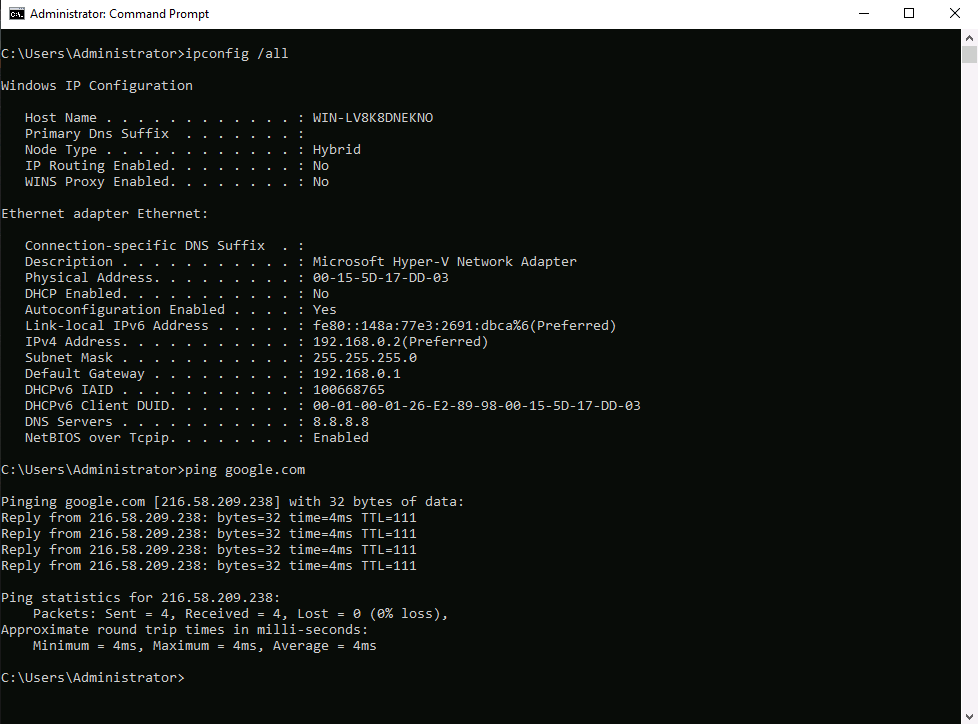 Administrator: Command Prompt
C:\Users\Administrator>ipconfig /all
Windows IP Configuration
Host Name . . . . . . . . . . . . : WIN-LV8K8DNEKNO
Primary Dns Suffix  . . . . . . . :
Node Type . . . . . . . . . . . . : Hybrid
IP Routing Enabled. . . . . . . . : No
WINS Proxy Enabled. . . . . . . . : No
Ethernet adapter Ethernet:
Connection-specific DNS Suffix  . :
Description . . . . . . . . . . . : Microsoft Hyper-V Network Adapter
Physical Address. . . . . . . . . : 00-15-5D-17-DD-03
DHCP Enabled. . . . . . . . . . . : No
Autoconfiguration Enabled . . . . : Yes
Link-local IPv6 Address . . . . . : fe80::148a:77e3:2691:dbca%6(Preferred)
IPv4 Address. . . . . . . . . . . : 192.168.0.2(Preferred)
Subnet Mask . . . . . . . . . . . : 255.255.255.0
Default Gateway . . . . . . . . . : 192.168.0.1
DHCPv6 IAID . . . . . . . . . . . : 100668765
DHCPv6 Client DUID. . . . . . . . : 00-01-00-01-26-E2-89-98-00-15-5D-17-DD-03
DNS Servers . . . . . . . . . . . : 8.8.8.8
NetBIOS over Tcpip. . . . . . . . : Enabled
C:\Users\Administrator>ping google.com
Pinging google.com [216.58.209.238] with 32 bytes of data:
Reply from 216.58.209.238: bytes=32 time=4ms TTL=111
Reply from 216.58.209.238: bytes=32 time=4ms TTL=111
Reply from 216.58.209.238: bytes=32 time=4ms TTL=111
Reply from 216.58.209.238: bytes=32 time=4ms TTL=111
Ping statistics for 216.58.209.238:
Packets: Sent = 4, Received = 4, Lost = 0 (0% loss),
Approximate round trip times in milli-seconds:
Minimum = 4ms, Maximum = 4ms, Average = 4ms
C:\Users\Administrator>